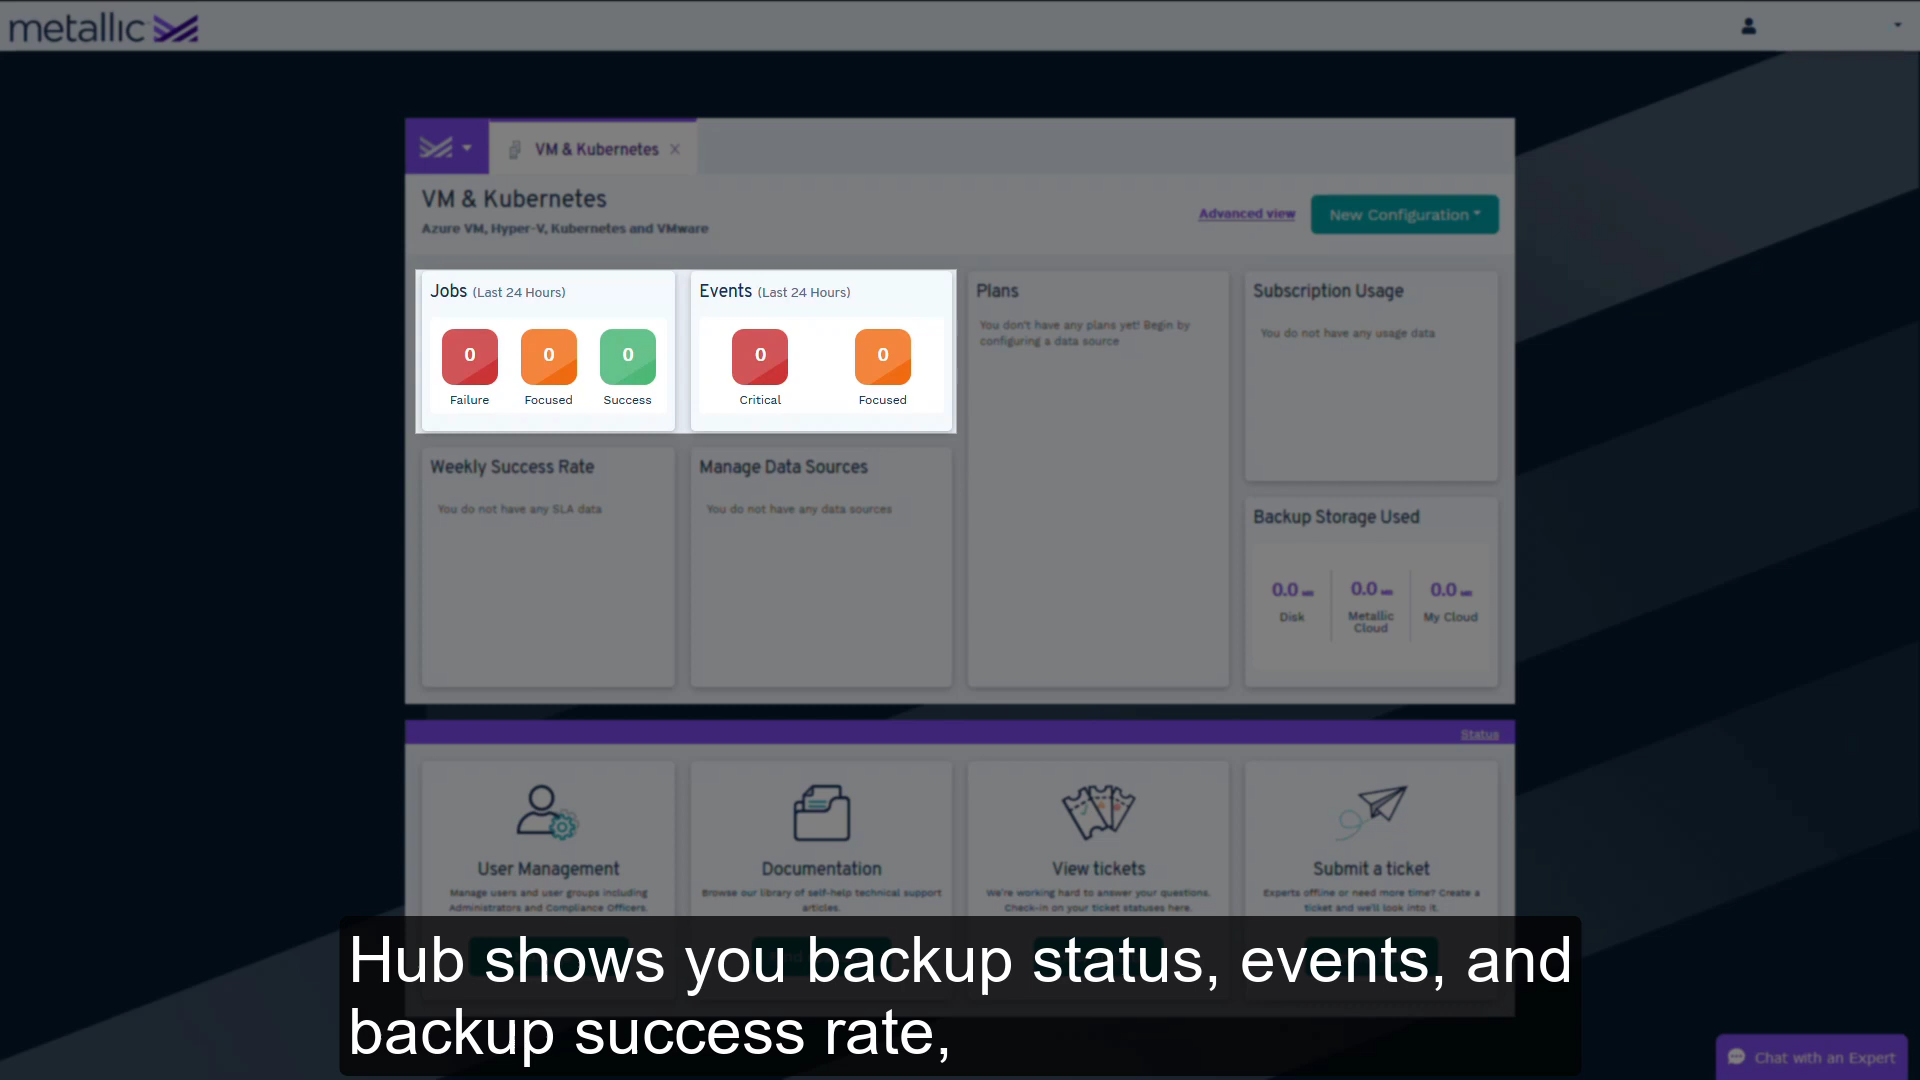 metallic
VM & Kubernetes
VM & Kubernetes
Azure VM, Hyper-V, Kubernetes and VMware
Advanced view
New Configuration
Jobs (Last 24 Hours)
0
0
0
Failure
Focused
Success
Events (Last 24 Hours)
0
0
Critical
Focused
Plans
You don't have any plans yet! Begin by
configuring a data source
Subscription Usage
You do not have any usage data
Weekly Success Rate
You do not have any SLA data
Manage Data Sources
You do not have any data sources
Backup Storage Used
0.0 MB
Disk
0.0 MB
Metallic
Cloud
0.0 MB
My Cloud
Status
User Management
Manage users and user groups including
Administrators and Compliance Officers.
Documentation
Browse our library of self-help technical support
articles.
View tickets
We're working hard to answer your questions.
Check-in on your ticket statuses here.
Submit a ticket
Experts offline or need more time? Create a
ticket and we'll look into it.
Hub shows you backup status, events, and
backup success rate,
Chat with an Expert